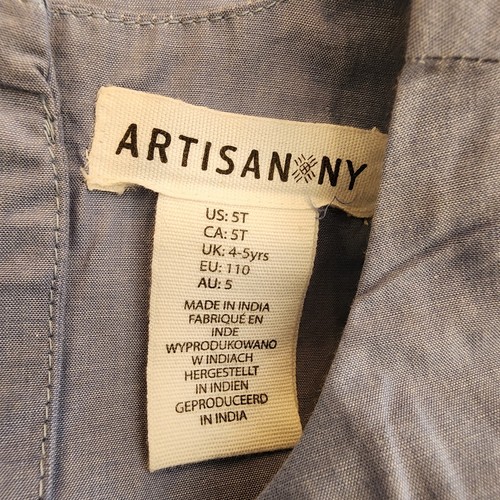 ARTISAN NY
US: 5T
CA: 5T
UK: 4-5yrs
EU: 110
AU: 5
MADE IN INDIA
FABRIQUÉ EN
INDE
WYPRODUKOWANO
W INDIACH
HERGESTELLT
IN INDIEN
GEPRODUCEERD
IN INDIA